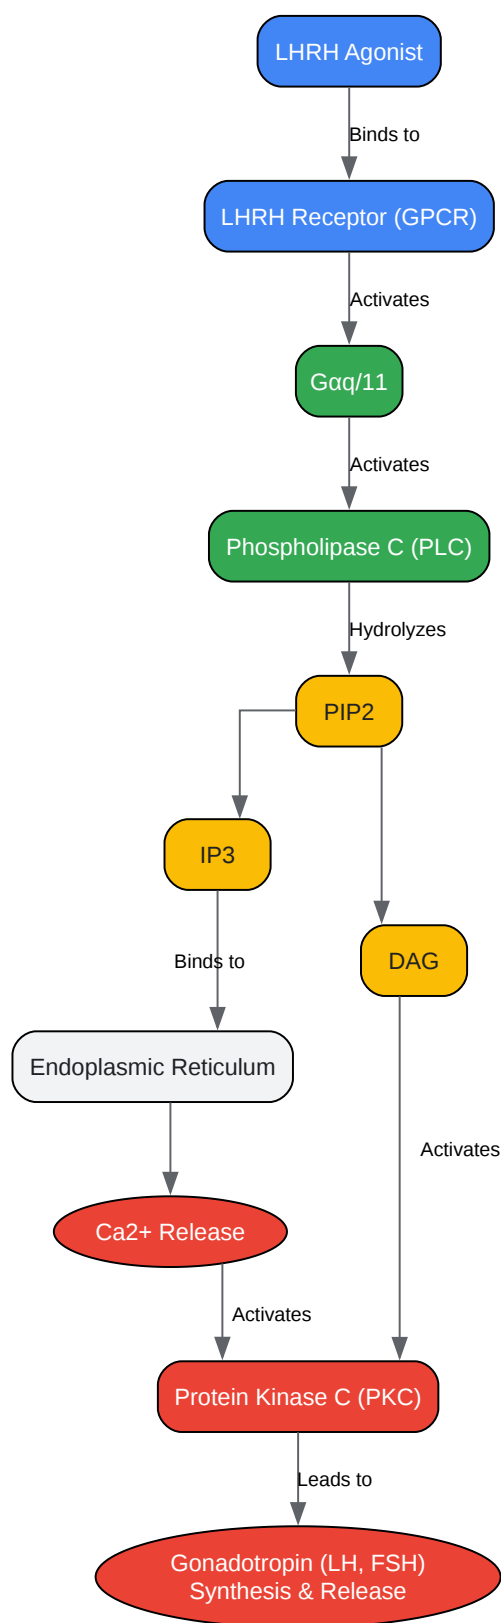 LHRH Agonist
Binds to
LHRH Receptor (GPCR)
Activates
Gαq/11
Activates
Phospholipase C (PLC)
Hydrolyzes
PIP2
IP3
Binds to
DAG
Endoplasmic Reticulum
Activates
Ca2+ Release
Activates
Protein Kinase C (PKC)
Leads to
Gonadotropin (LH, FSH)
Synthesis & Release